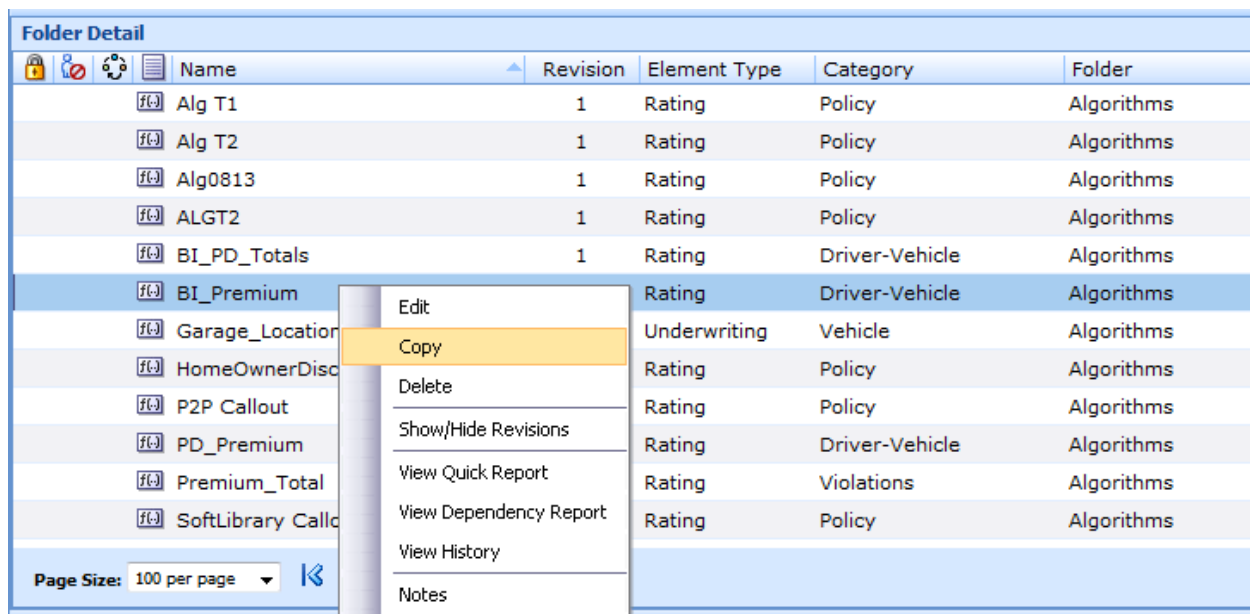 Folder Detail
Name Revision Element Type Category Folder
f(.) Alg T1 1 Rating Policy Algorithms
f(.) Alg T2 1 Rating Policy Algorithms
f(.) Alg0813 1 Rating Policy Algorithms
f(.) ALGT2 1 Rating Policy Algorithms
f(.) BI_PD_Totals 1 Rating Driver-Vehicle Algorithms
f(.) BI_Premium Rating Driver-Vehicle Algorithms
Edit
f(.) Garage_Location Underwriting Vehicle Algorithms
Copy
f(.) HomeOwnerDisc Rating Policy Algorithms
Delete
f(.) P2P Callout Rating Policy Algorithms
Show/Hide Revisions
f(.) PD_Premium Rating Driver-Vehicle Algorithms
View Quick Report
f(.) Premium_Total Rating Violations Algorithms
View Dependency Report
f(.) SoftLibrary Callo Rating Policy Algorithms
View History
Page Size: 100 per page
Notes